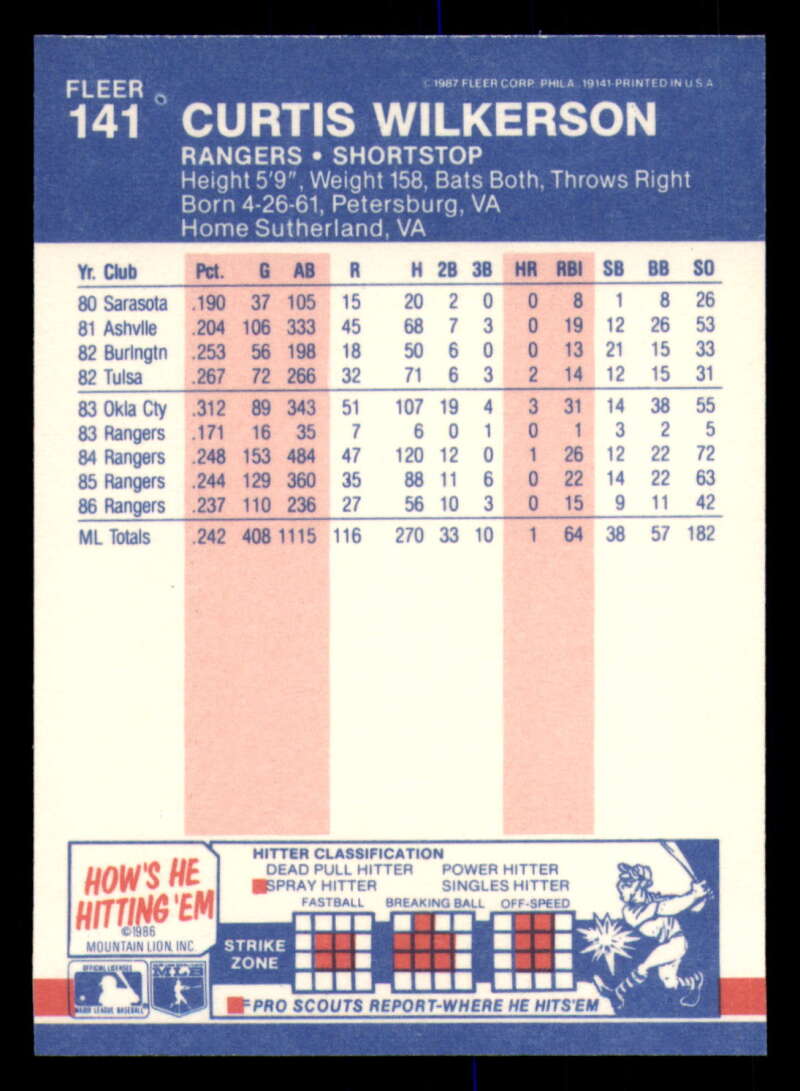 FLEER
141
©1987 FLEER CORP. PHILA. 19141-PRINTED IN U S A
CURTIS WILKERSON
RANGERS • SHORTSTOP
Height 5'9", Weight 158, Bats Both, Throws Right
Born 4-26-61, Petersburg, VA
Home Sutherland, VA
Yr. Club Pct. G AB R H 2B 3B HR RBI SB BB SO
80 Sarasota .190 37 105 15 20 2 0 0 8 1 8 26
81 Ashvlle .204 106 333 45 68 7 3 0 19 12 26 53
82 Burlngtn .253 56 198 18 50 6 0 0 13 21 15 33
82 Tulsa .267 72 266 32 71 6 3 2 14 12 15 31
83 Okla Cty .312 89 343 51 107 19 4 3 31 14 38 55
83 Rangers .171 16 35 7 6 0 1 0 1 3 2 5
84 Rangers .248 153 484 47 120 12 0 1 26 12 22 72
85 Rangers .244 129 360 35 88 11 6 0 22 14 22 63
86 Rangers .237 110 236 27 56 10 3 0 15 9 11 42
ML Totals .242 408 1115 116 270 33 10 1 64 38 57 182
HOW'S HE
HITTING 'EM
©1986
MOUNTAIN LION, INC
HITTER CLASSIFICATION
DEAD PULL HITTER POWER HITTER
SPRAY HITTER SINGLES HITTER
FASTBALL BREAKING BALL OFF-SPEED
STRIKE
ZONE
=PRO SCOUTS REPORT-WHERE HE HITS'EM
OFFICIAL LICENSEE
MAJOR LEAGUE BASEBALL